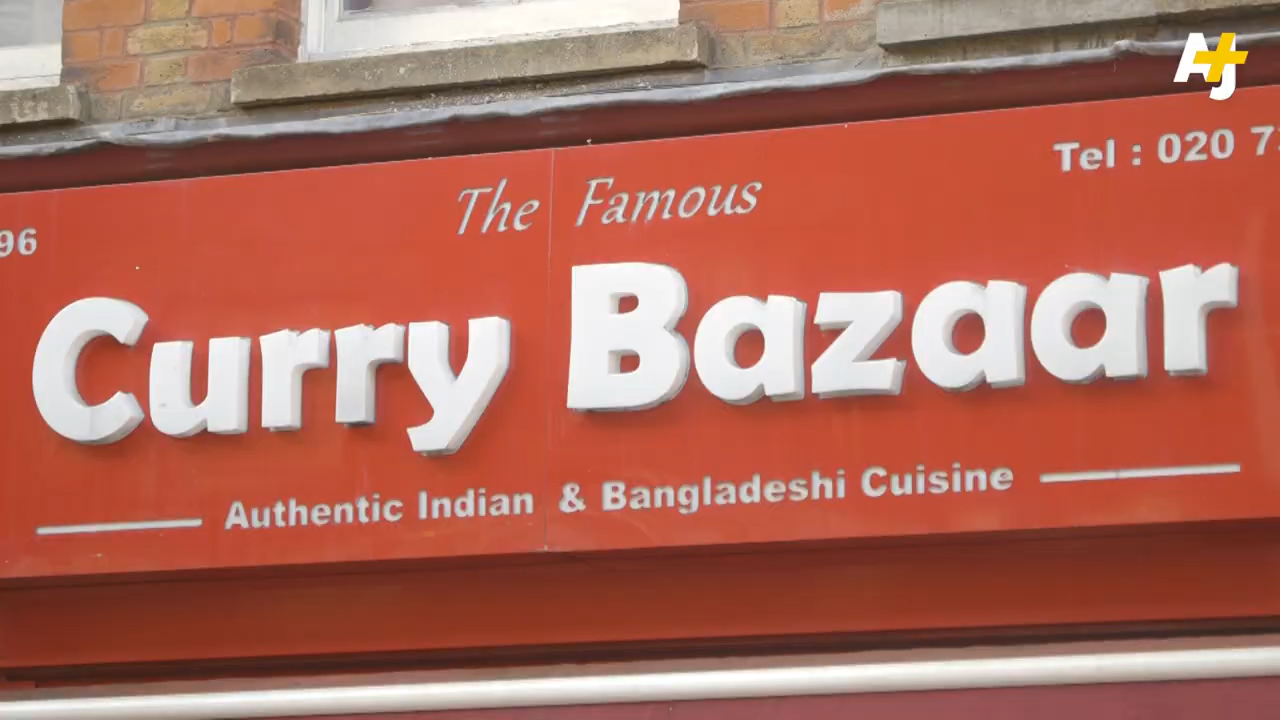 AJ+
The Famous
Tel : 020 7
96
Curry Bazaar
Authentic Indian & Bangladeshi Cuisine